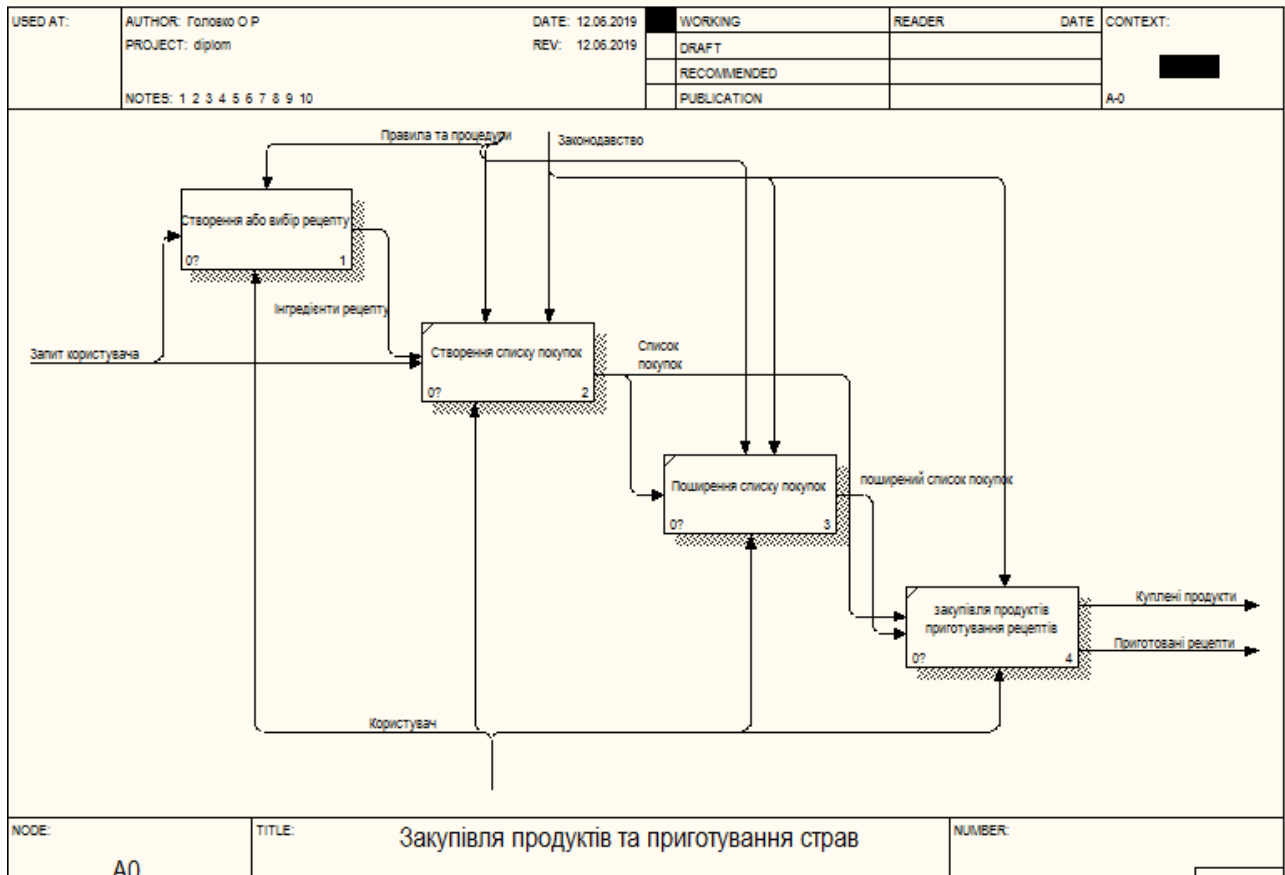 USED AT:
AUTHOR: Головко О Р
DATE: 12.06.2019
WORKING
READER
DATE
CONTEXT:
PROJECT: diplom
REV: 12.06.2019
DRAFT
RECOMMENDED
NOTES: 1 2 3 4 5 6 7 8 9 10
PUBLICATION
A-0
Правила та процедури
Законодавство
Створення або вибір рецепту
0?
1
Інгредієнти рецепту
Запит користувача
Створення списку покупок
0?
2
Список
покупок
Поширення списку покупок
0?
3
поширений список покупок
закупівля продуктів
приготування рецептів
0?
4
Куплені продукти
Приготовані рецепти
Користувач
NODE:
A0
TITLE:
Закупівля продуктів та приготування страв
NUMBER: